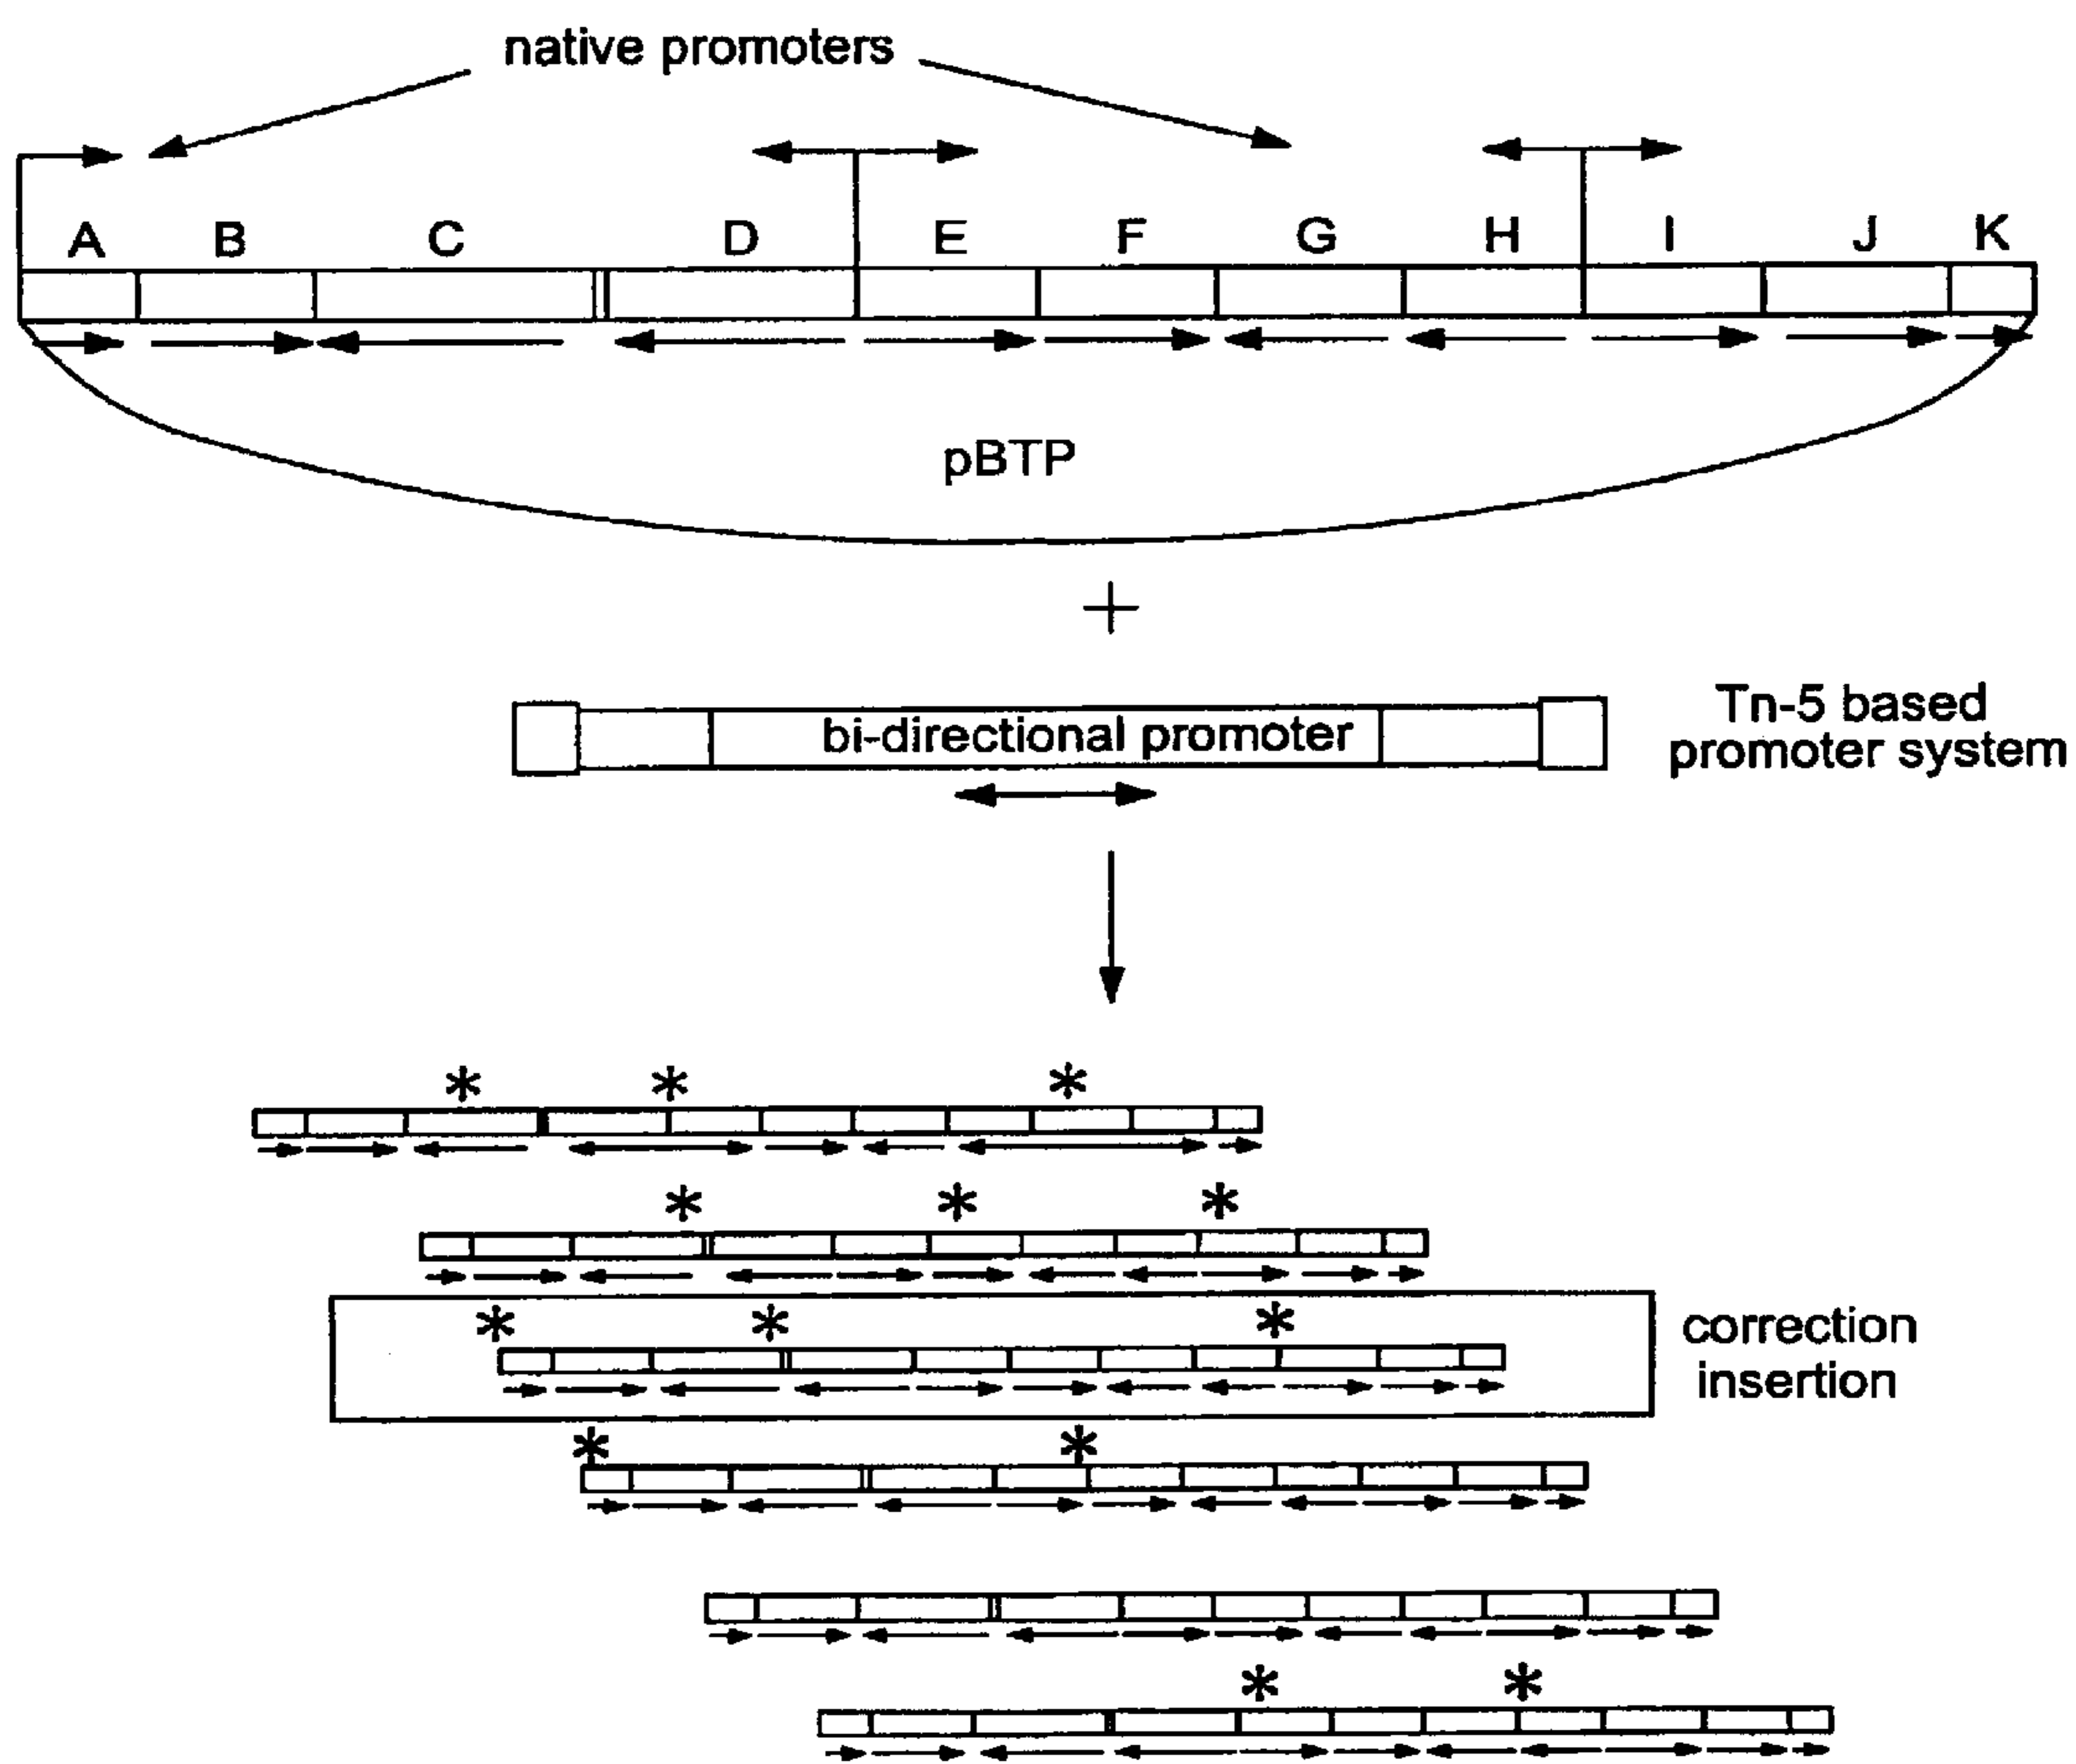 native promoters
A B C D E F G H I J K
pBTP
+
bi-directional promoter
Tn-5 based
promoter system
* * *
* * *
* * *
correction
insertion
* *
* *